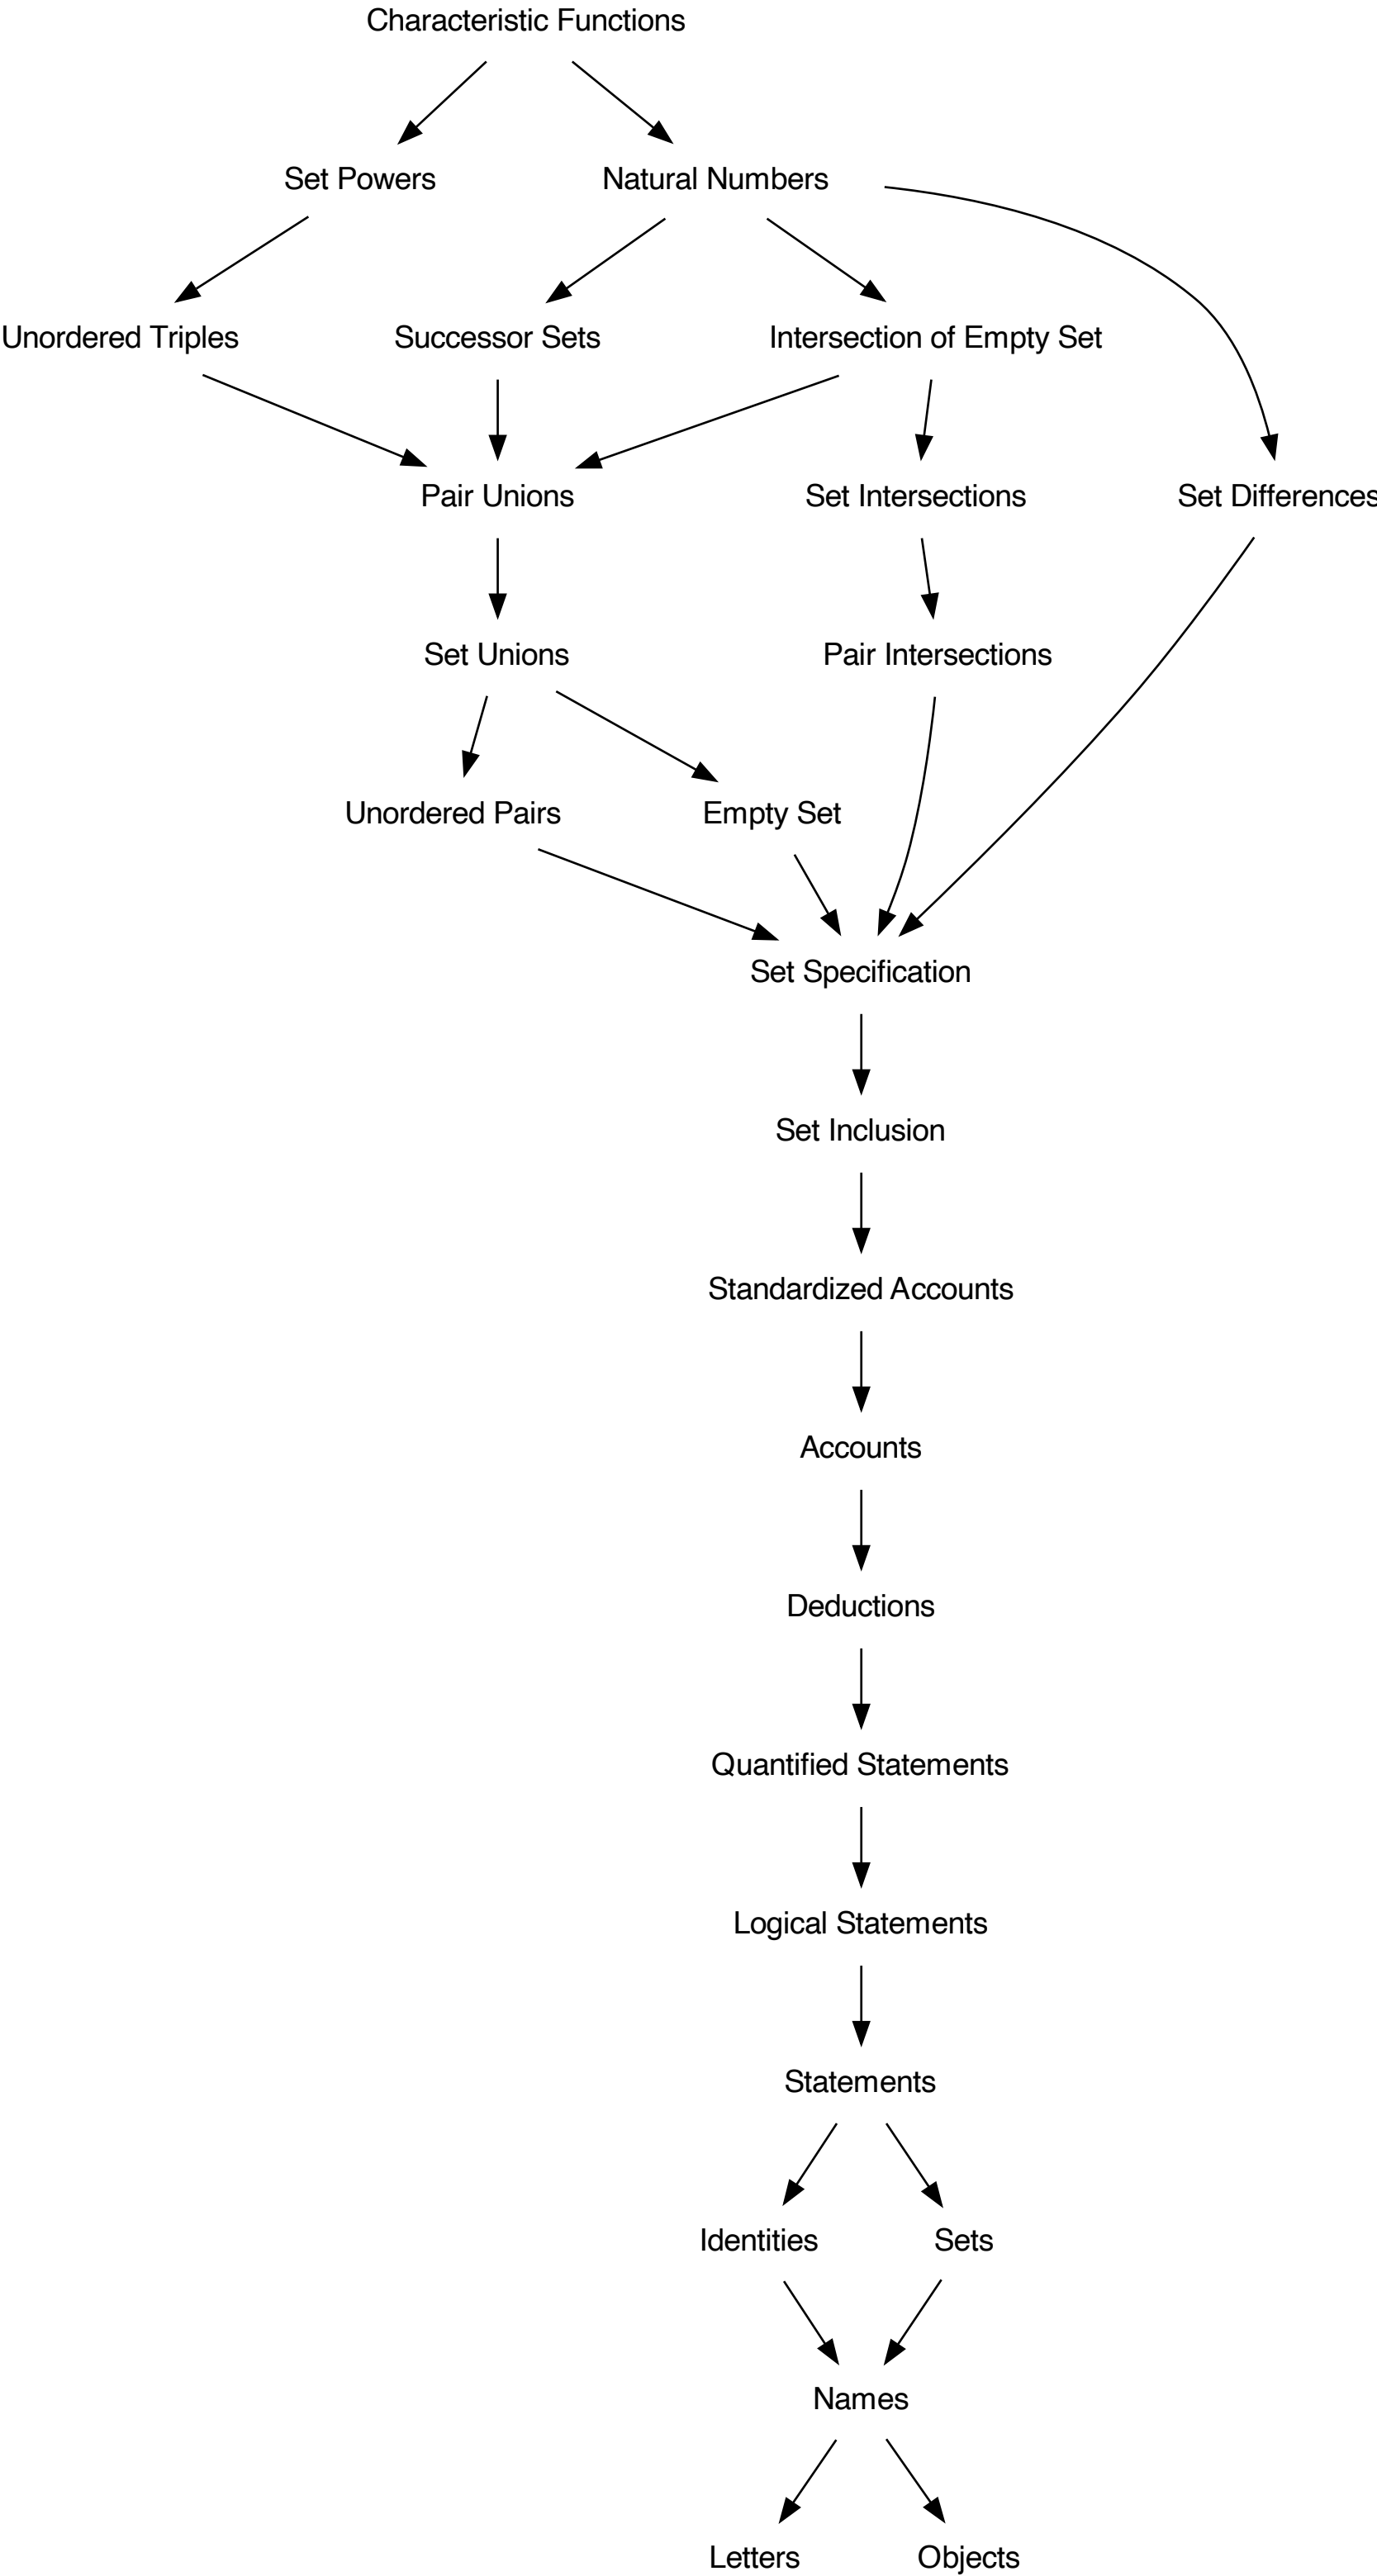 Characteristic Functions
Set Powers
Natural Numbers
Unordered Triples
Successor Sets
Intersection of Empty Set
Pair Unions
Set Intersections
Set Differences
Set Unions
Pair Intersections
Unordered Pairs
Empty Set
Set Specification
Set Inclusion
Standardized Accounts
Accounts
Deductions
Quantified Statements
Logical Statements
Statements
Identities
Sets
Names
Letters
Objects